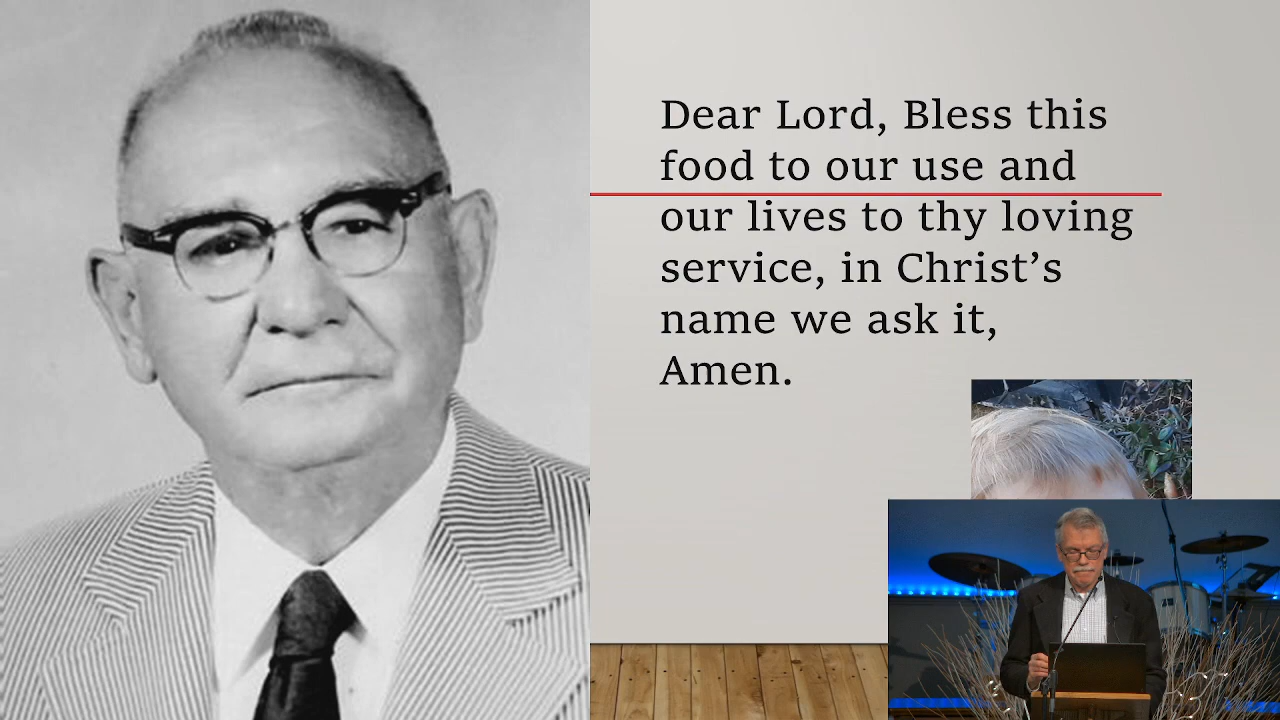 Dear Lord, Bless this
food to our use and
our lives to thy loving
service, in Christ’s
name we ask it,
Amen.